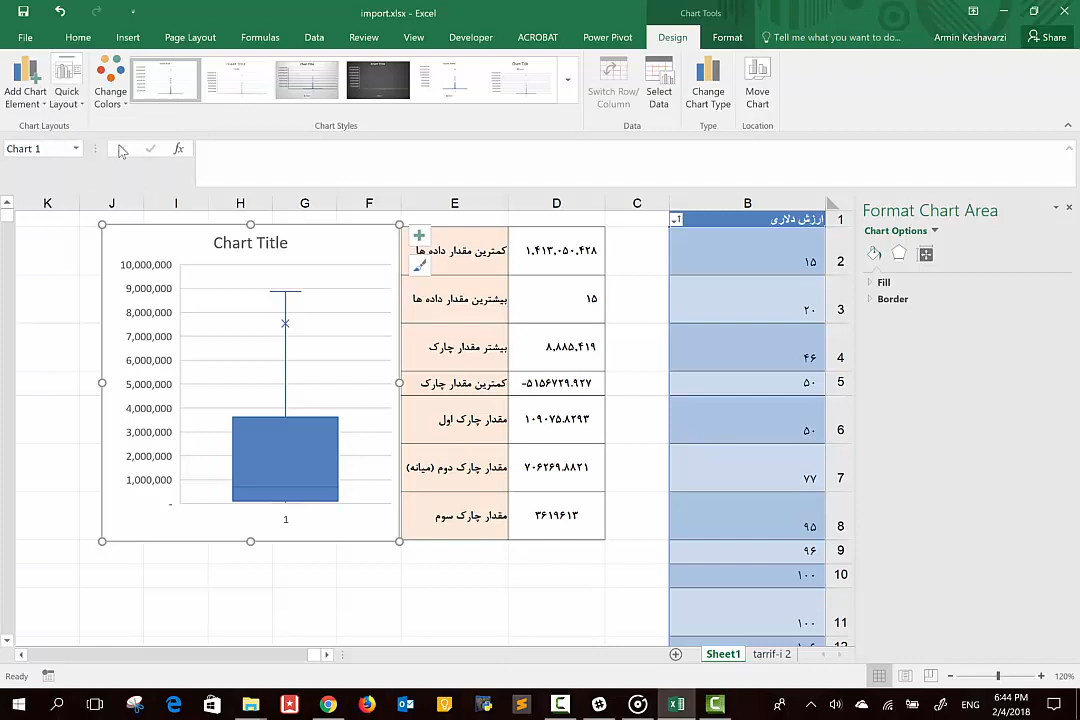 import.xlsx - Excel
Chart Tools
File
Home
Insert
Page Layout
Formulas
Data
Review
View
Developer
ACROBAT
Power Pivot
Design
Format
Tell me what you want to do...
Armin Keshavarzi
Share
Add Chart
Element
Quick
Layout
Change
Colors
Switch Row/
Column
Select
Data
Change
Chart Type
Move
Chart
Chart Layouts
Chart Styles
Data
Type
Location
Chart 1
fx
K J I H G F E D C B
Chart Title
10,000,000
9,000,000
8,000,000
7,000,000
6,000,000
5,000,000
4,000,000
3,000,000
2,000,000
1,000,000
-
1
کمترین مقدار داده ها
۱,۴۱۳,۰۵۰,۴۲۸
بیشترین مقدار داده ها
۱۵
بیشتر مقدار چارک
۸,۸۸۵,۴۱۹
کمترین مقدار چارک
-۵۱۵۶۷۲۹.۹۲۷
مقدار چارک اول
۱۰۹۰۷۵.۸۲۹۳
مقدار چارک دوم (میانه)
۷۰۶۲۶۹.۸۸۲۱
مقدار چارک سوم
۳۶۱۹۶۱۳
ارزش دلاری
1
۱۵
2
۲۰
3
۴۶
4
۵۰
5
۵۰
6
۷۷
7
۹۵
8
۹۶
9
۱۰۰
10
۱۰۰
11
12
Format Chart Area
Chart Options
Fill
Border
Sheet1
tarrif-i 2
Ready
120%
ENG
6:44 PM
2/4/2018